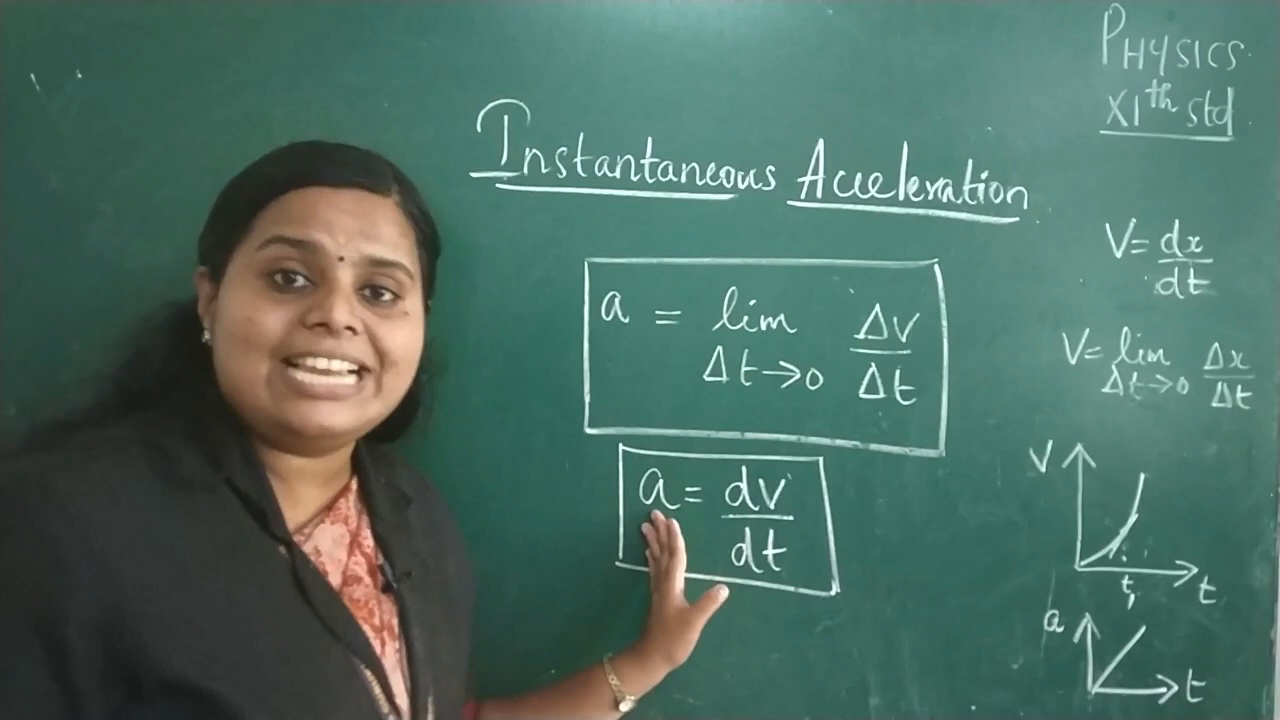 PHYSICS
XIth std
Instantaneous Acceleration
a = lim Δt→0 Δv/Δt
a = dv/dt
V = dx/dt
V = lim Δt→0 Δx/Δt
V
t₁
t
a
t